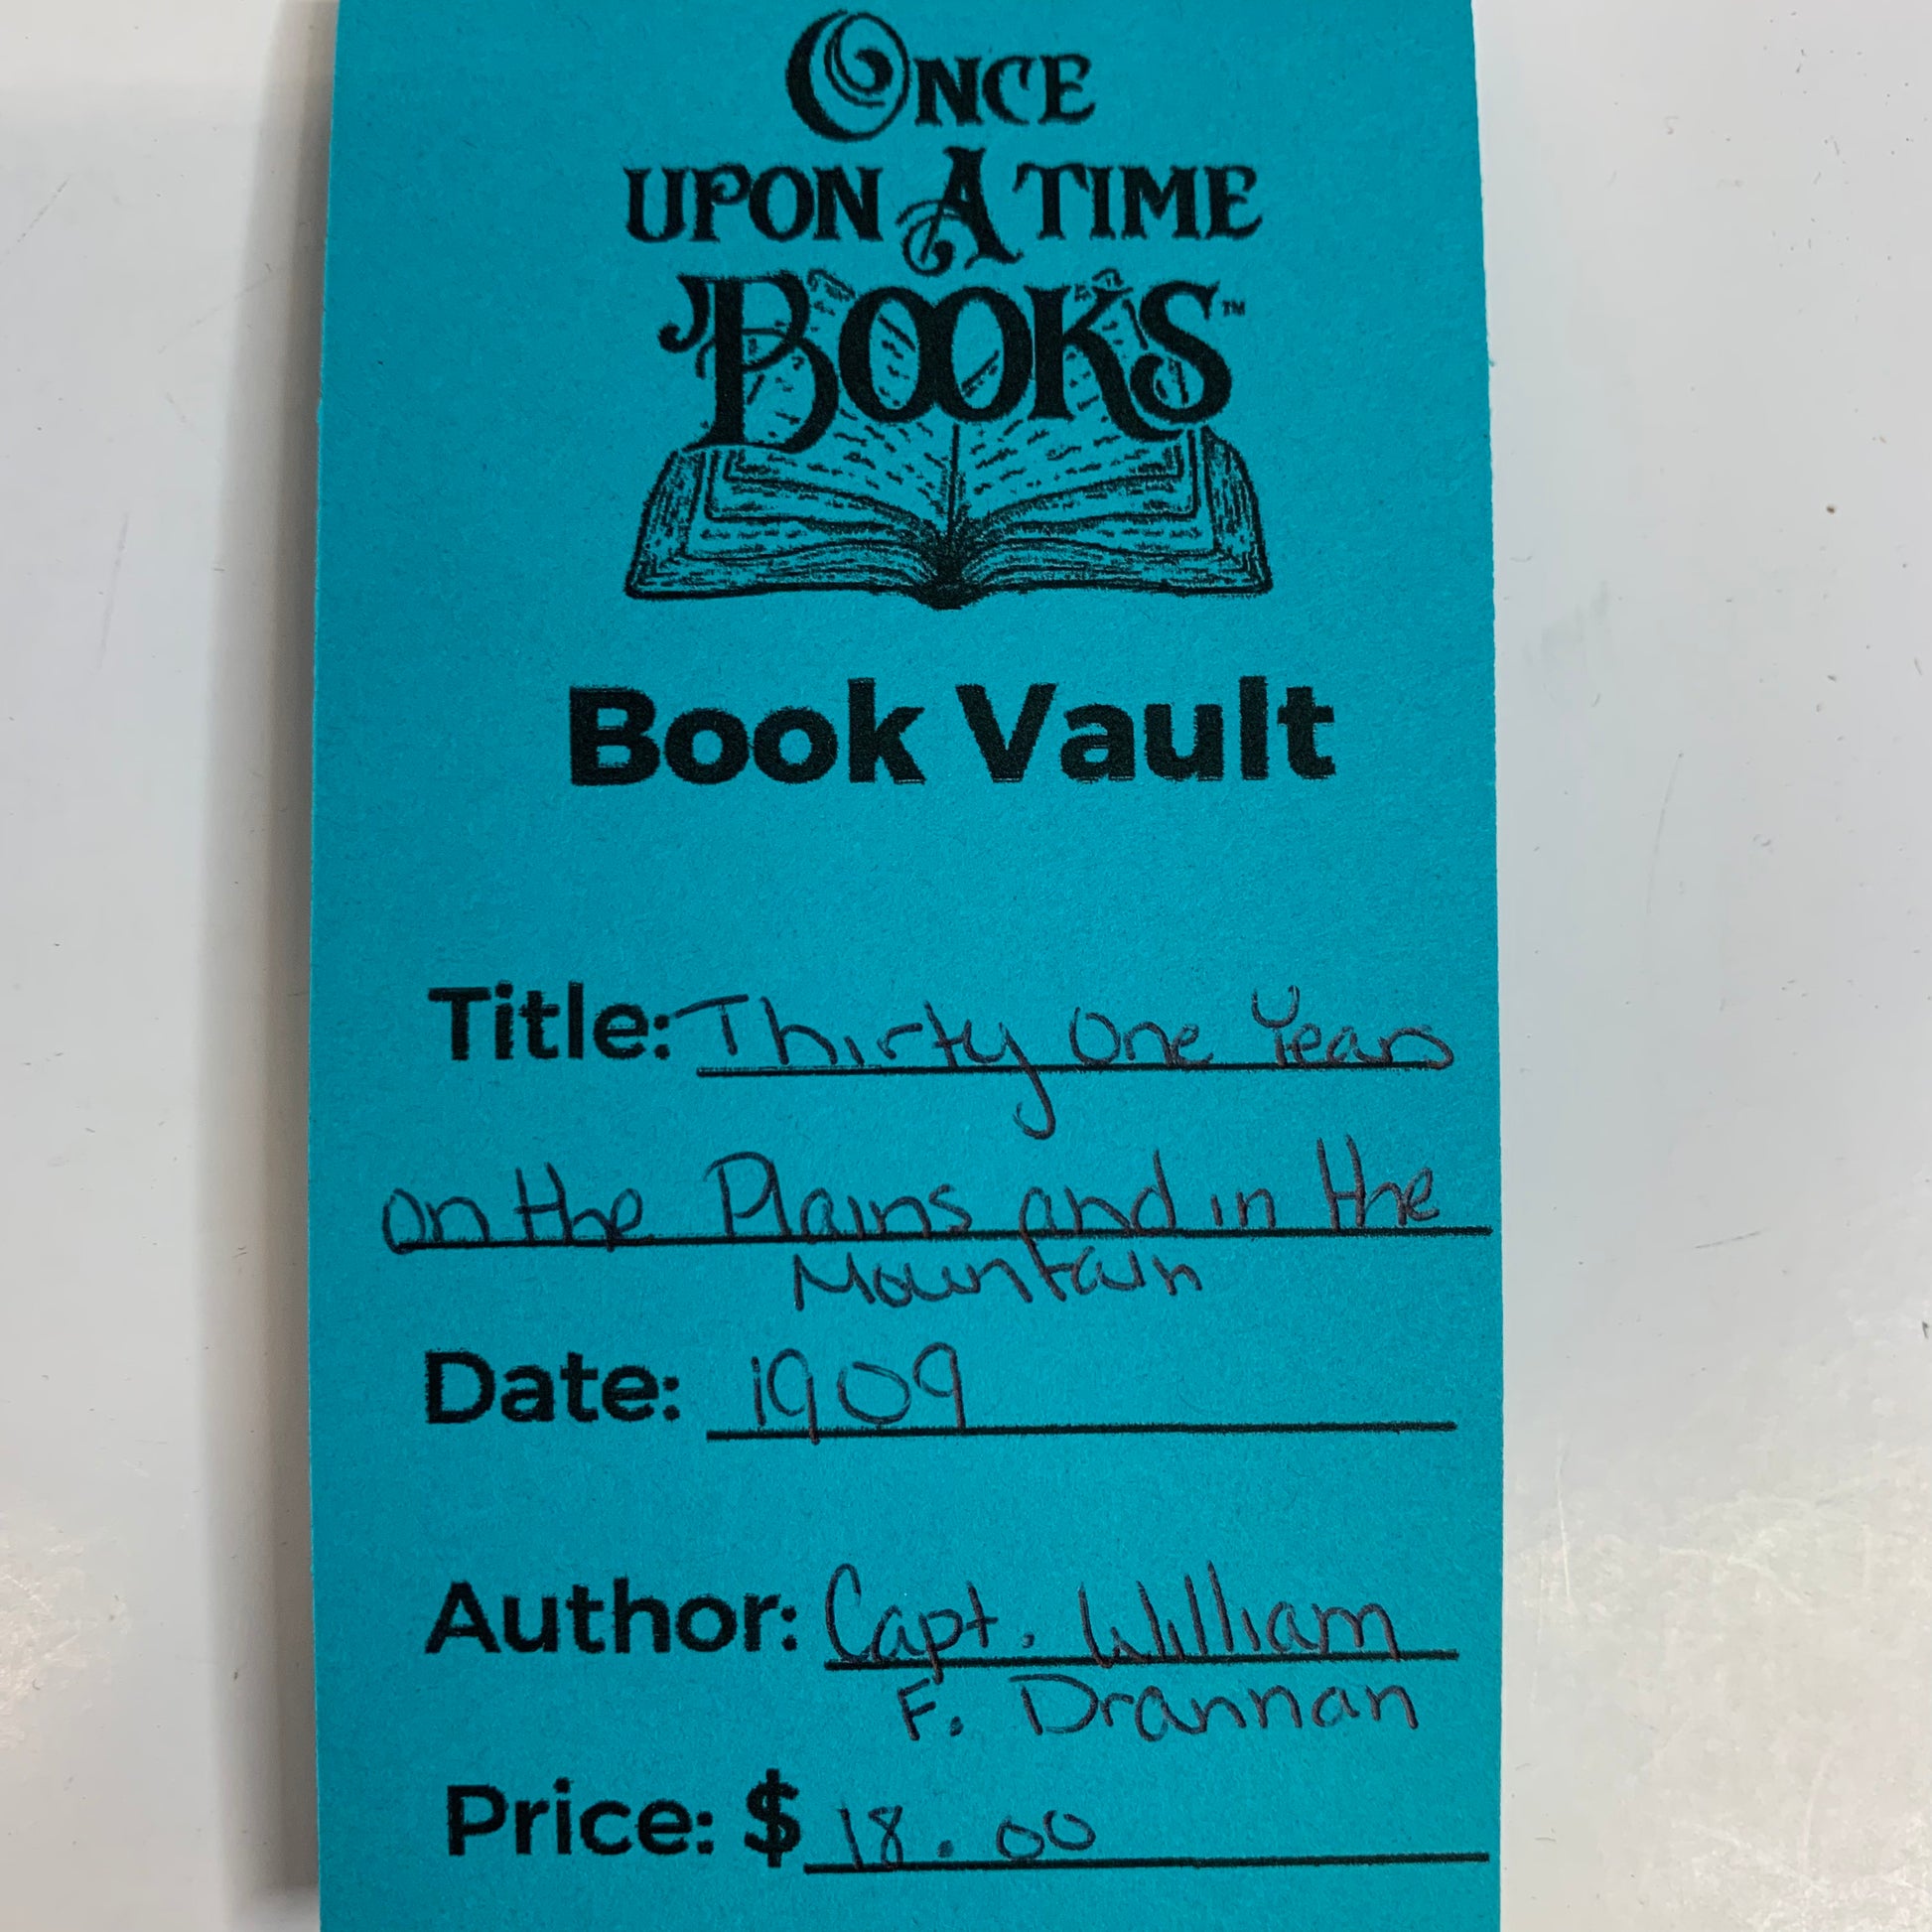 ONCE
UPON A TIME
BOOKS™
Book Vault
Title: Thirty One Years
on the Plains and in the
Mountain
Date: 1909
Author: Capt. William
F. Drannan
Price: $ 18.00